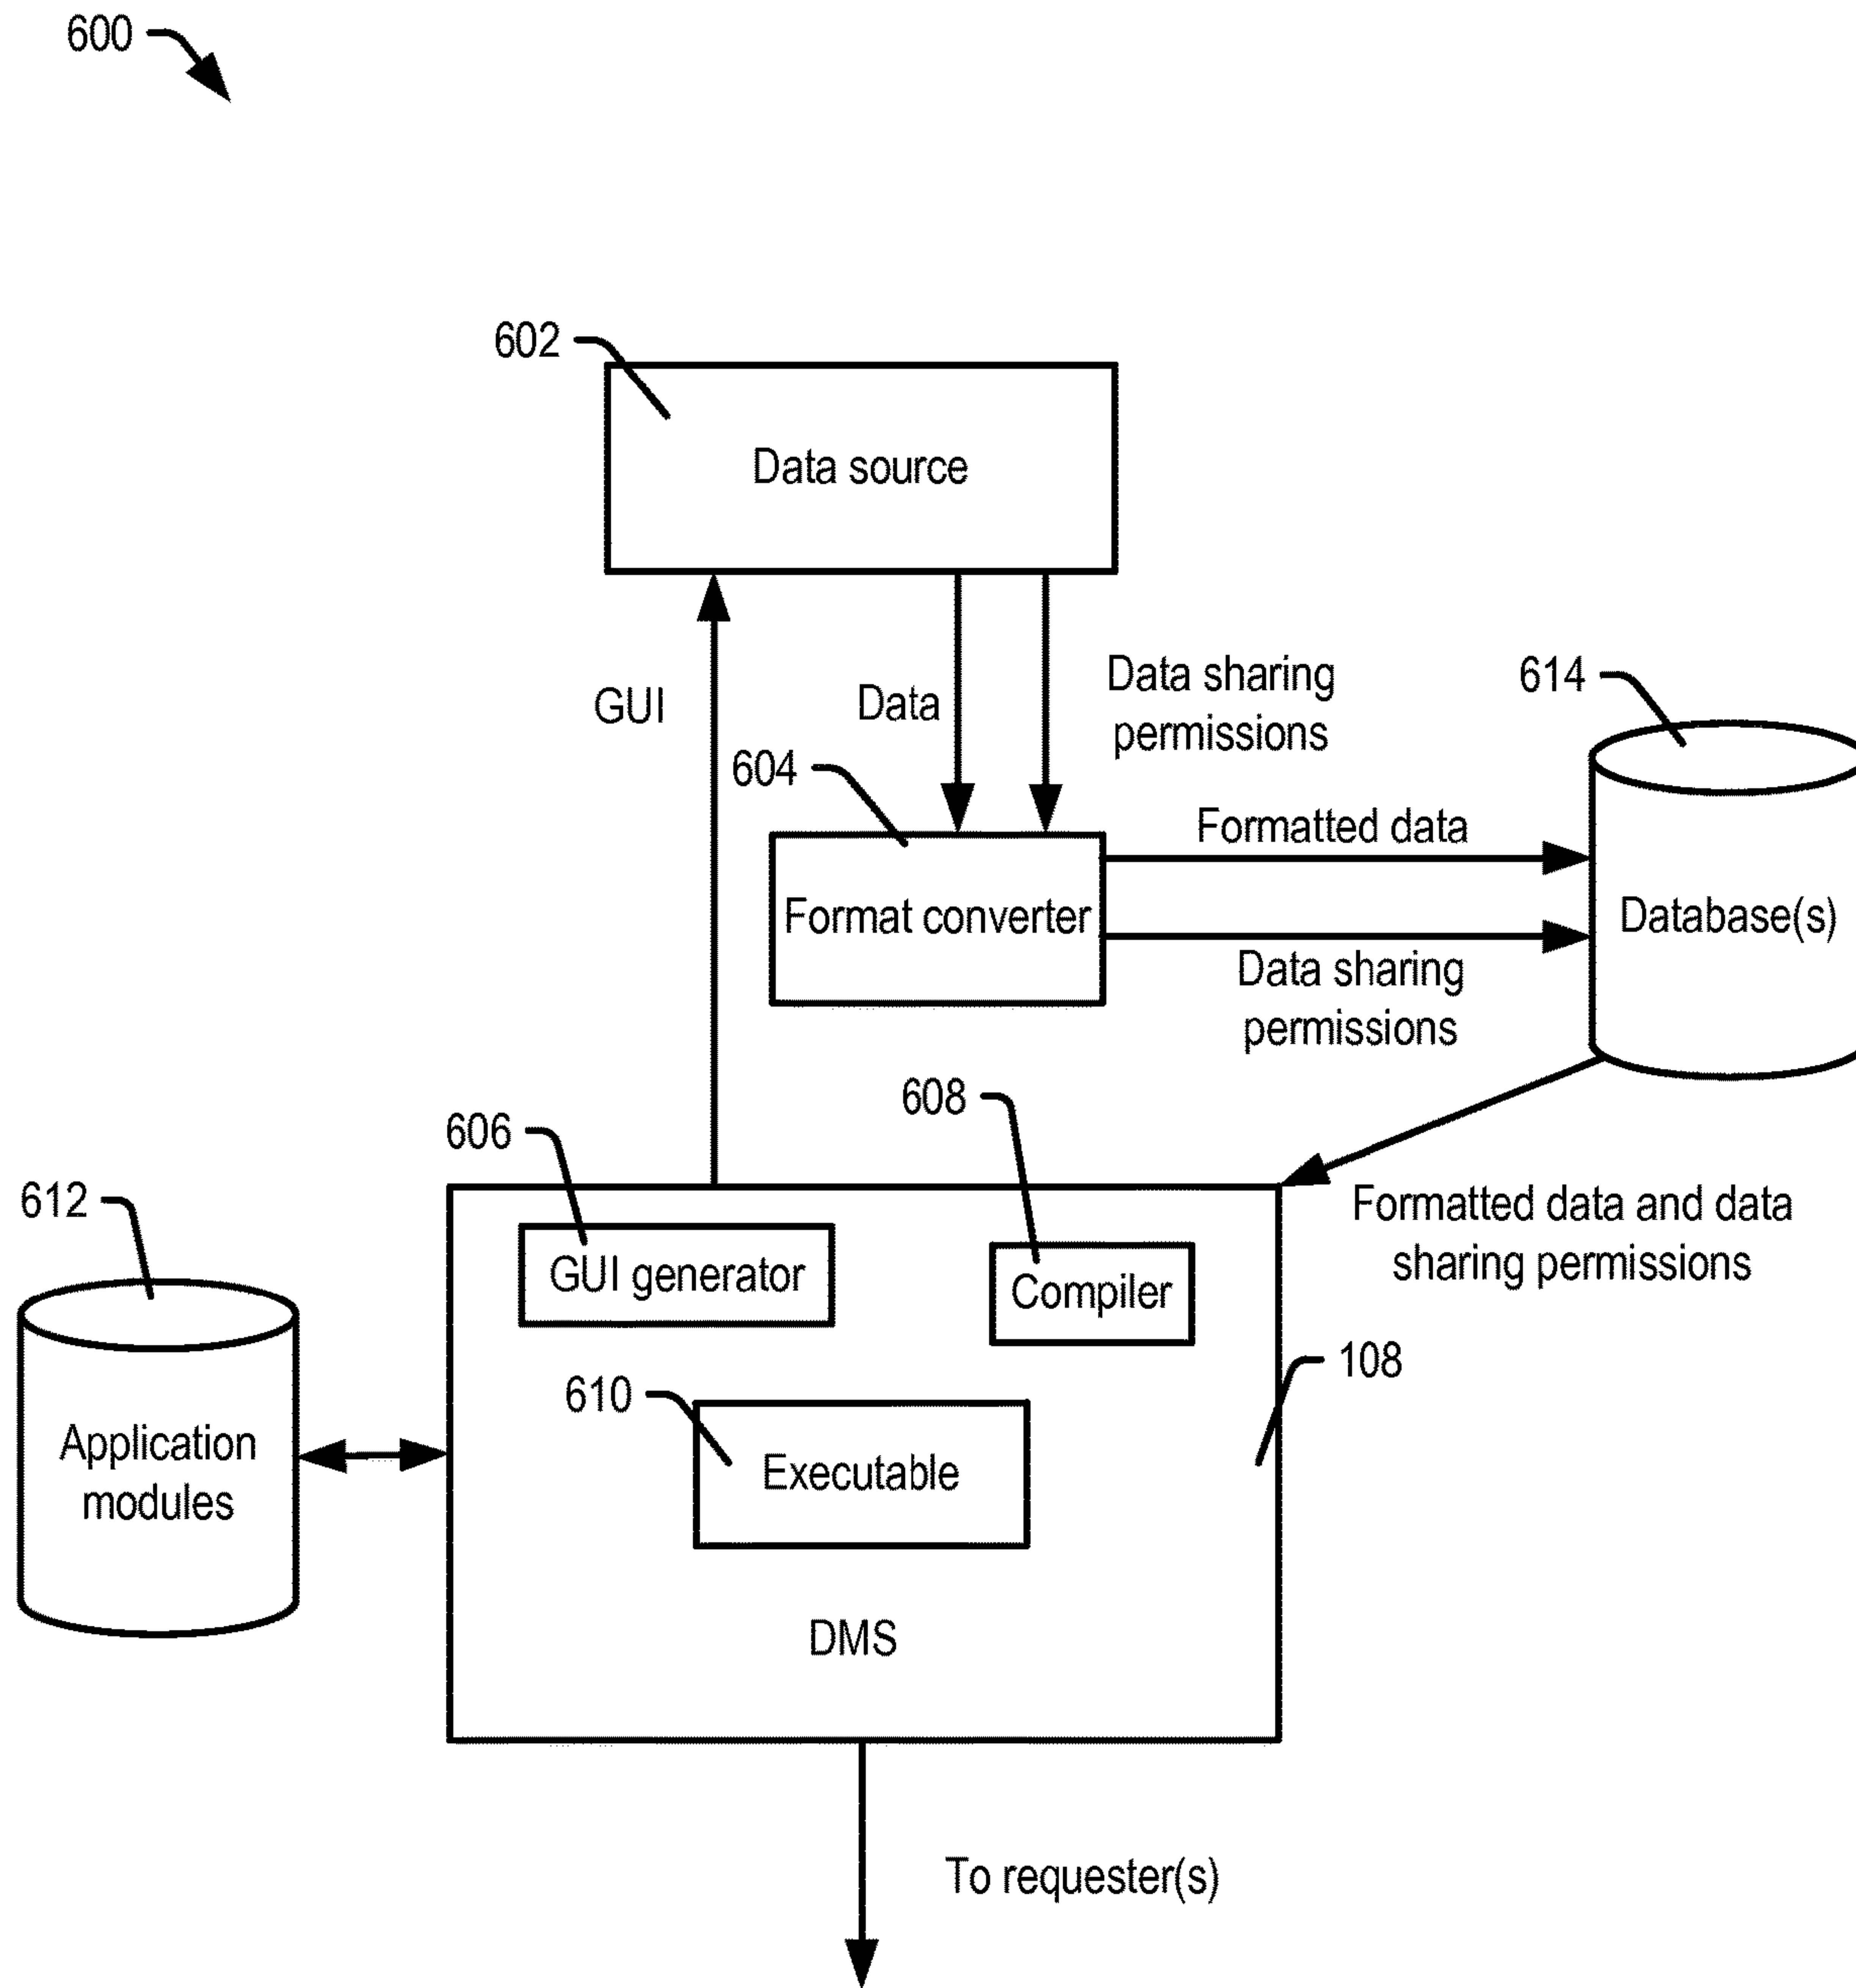 600
602
Data source
GUI
Data
Data sharing
permissions
614
604
Formatted data
Format converter
Database(s)
Data sharing
permissions
608
606
612
Formatted data and data
sharing permissions
GUI generator
Compiler
108
610
Application
modules
Executable
DMS
To requester(s)